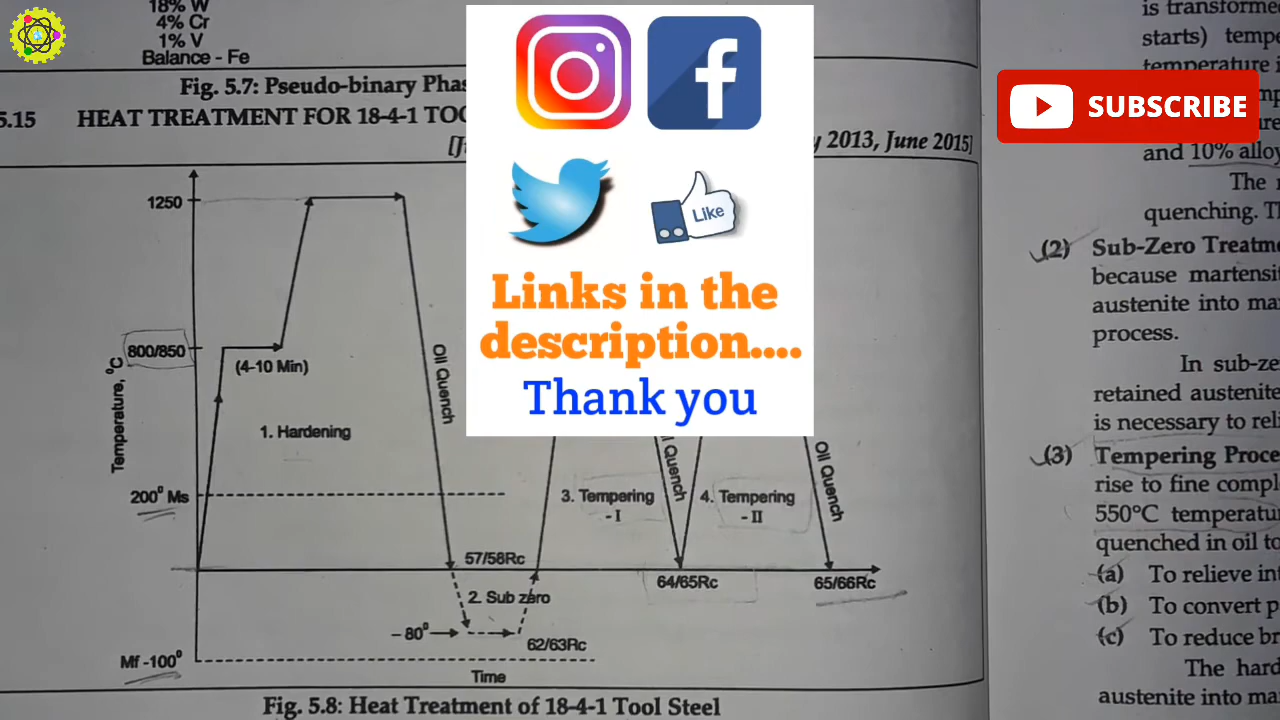 18% W
4% Cr
1% V
Balance - Fe
Fig. 5.7: Pseudo-binary Phas
5.15 HEAT TREATMENT FOR 18-4-1 TOO
2013, June 2015]
1250
800/850
(4-10 Min)
Temperature, °C
1. Hardening
Oil Quench
200° Ms
57/58Rc
2. Sub zero
- 80°
62/63Rc
Mf -100°
Time
3. Tempering
- I
Quench
4. Tempering
- II
Oil Quench
64/65Rc
65/66Rc
Fig. 5.8: Heat Treatment of 18-4-1 Tool Steel
Like
Links in the
description....
Thank you
SUBSCRIBE
is transforme
starts) tempe
temperature i
and 10% alloy
The
quenching. T
(2) Sub-Zero Treatm
because martensit
austenite into ma
process.
In sub-ze
retained austenite
is necessary to rel
(3) Tempering Proce
rise to fine compl
550°C temperatu
quenched in oil to
(a) To relieve int
(b) To convert p
(c) To reduce br
The hard
austenite into ma